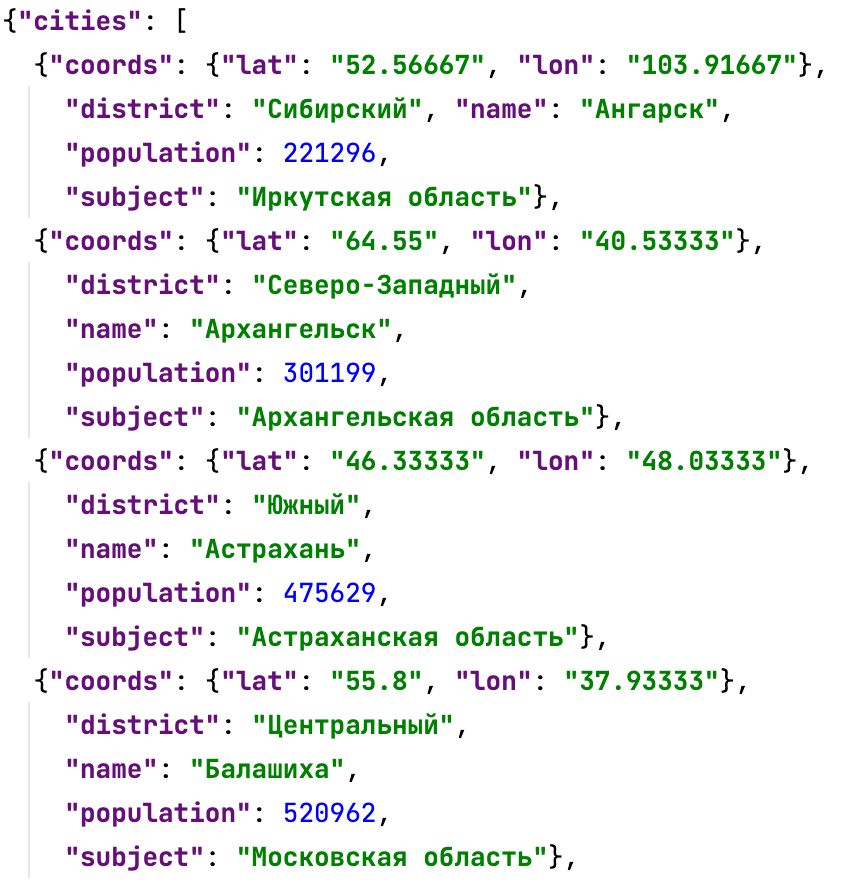 {"cities": [
{"coords": {"lat": "52.56667", "lon": "103.91667"},
"district": "Сибирский", "name": "Ангарск",
"population": 221296,
"subject": "Иркутская область"},
{"coords": {"lat": "64.55", "lon": "40.53333"},
"district": "Северо-Западный",
"name": "Архангельск",
"population": 301199,
"subject": "Архангельская область"},
{"coords": {"lat": "46.33333", "lon": "48.03333"},
"district": "Южный",
"name": "Астрахань",
"population": 475629,
"subject": "Астраханская область"},
{"coords": {"lat": "55.8", "lon": "37.93333"},
"district": "Центральный",
"name": "Балашиха",
"population": 520962,
"subject": "Московская область"},